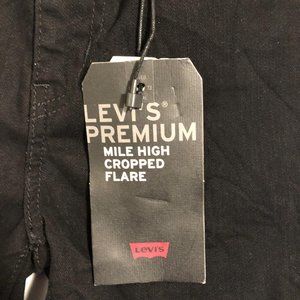 LEVI'S®
PREMIUM
MILE HIGH
CROPPED
FLARE
LEVI'S